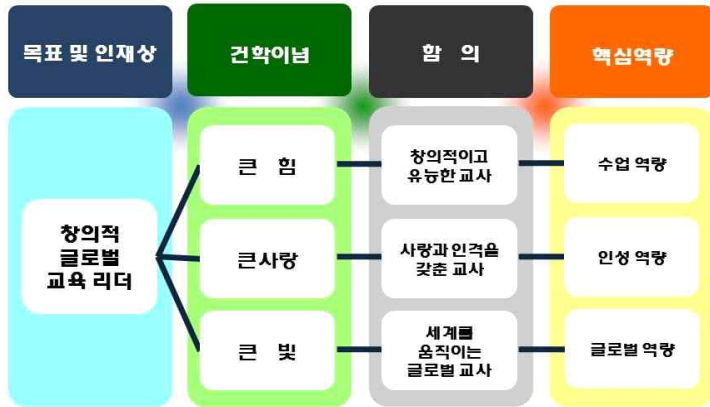 목표 및 인재상
건학이념
함 의
핵심역량
창의적
글로벌
교육 리더
큰 힘
창의적이고
유능한 교사
수업 역량
큰사랑
사랑과 인격을
갖춘 교사
인성 역량
큰 빛
세계를
움직이는
글로벌 교사
글로벌 역량